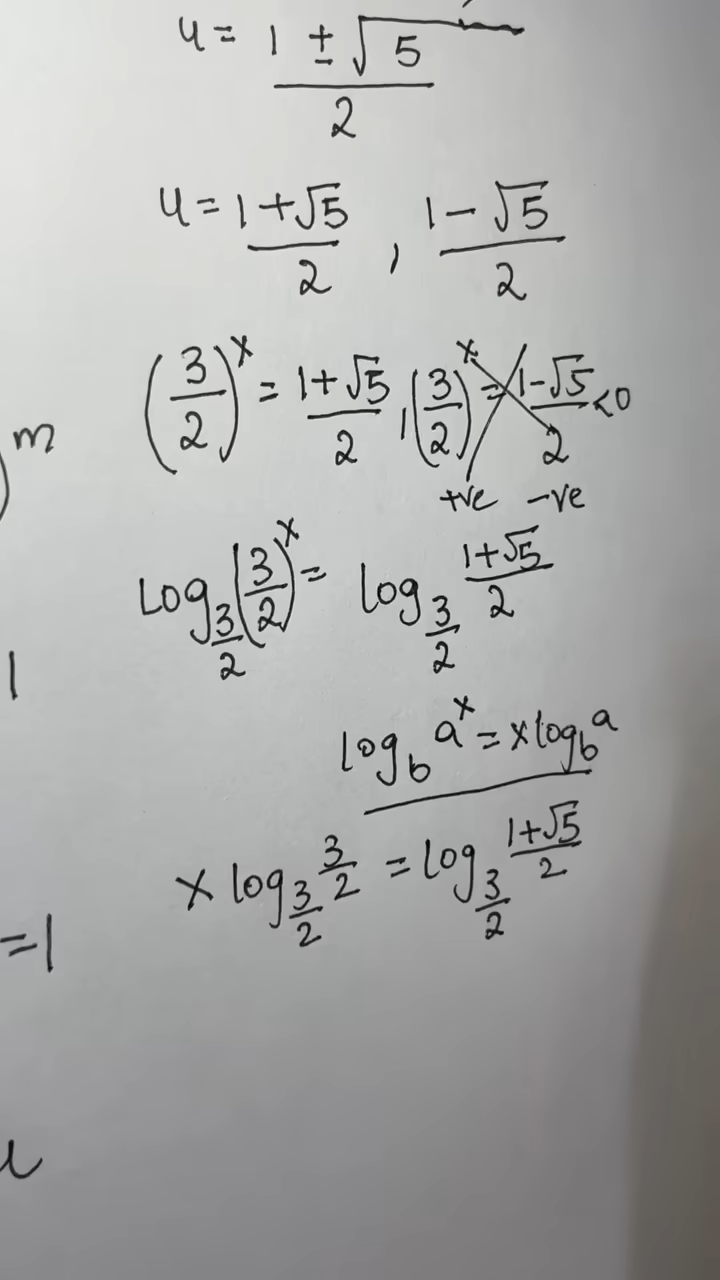 u = (1 ± √5)/2
u = (1+√5)/2 , (1-√5)/2
(3/2)^x = (1+√5)/2 , (3/2)^x = (1-√5)/2 <0
m
+ve -ve
Log_{3/2} (3/2)^x = log_{3/2} (1+√5)/2
1
log_b a^x = x log_b a
x log_{3/2} 3/2 = log_{3/2} (1+√5)/2
=1